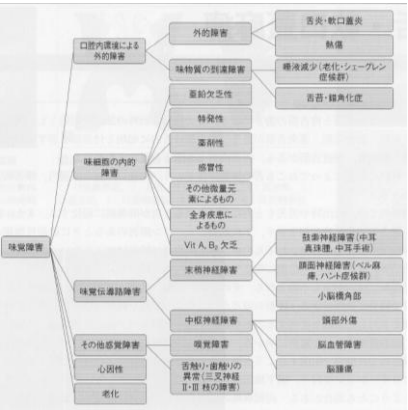 味覚障害
口腔内環境による
外的障害
味細胞の内的
障害
味覚伝導路障害
その他感覚障害
心因性
老化
外的障害
味物質の到達障害
亜鉛欠乏性
特発性
薬剤性
感冒性
その他微量元
素によるもの
全身疾患に
よるもの
Vit A, B₂ 欠乏
末梢神経障害
中枢神経障害
嗅覚障害
舌触り・歯触りの
異常(三叉神経
II・III 枝の障害)
舌炎・軟口蓋炎
熱傷
唾液減少(老化・シェーグレン
症候群)
舌苔・錯角化症
鼓索神経障害(中耳
真珠腫, 中耳手術)
顔面神経障害(ベル麻
痺, ハント症候群)
小脳橋角部
頭部外傷
脳血管障害
脳腫瘍